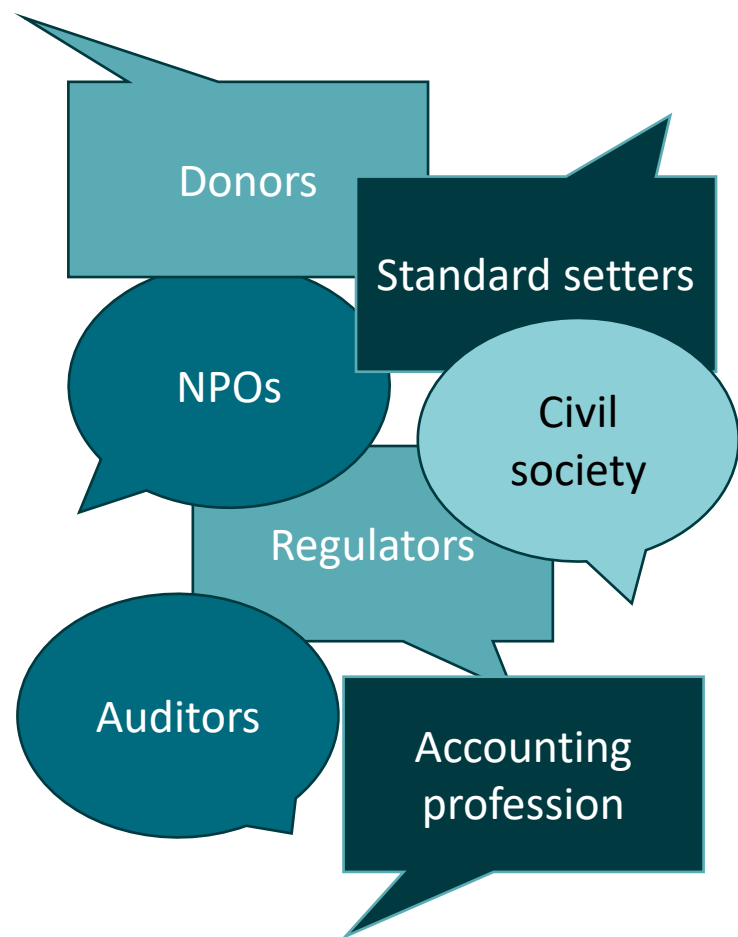 Donors
Standard setters
NPOs
Civil
society
Regulators
Auditors
Accounting
profession